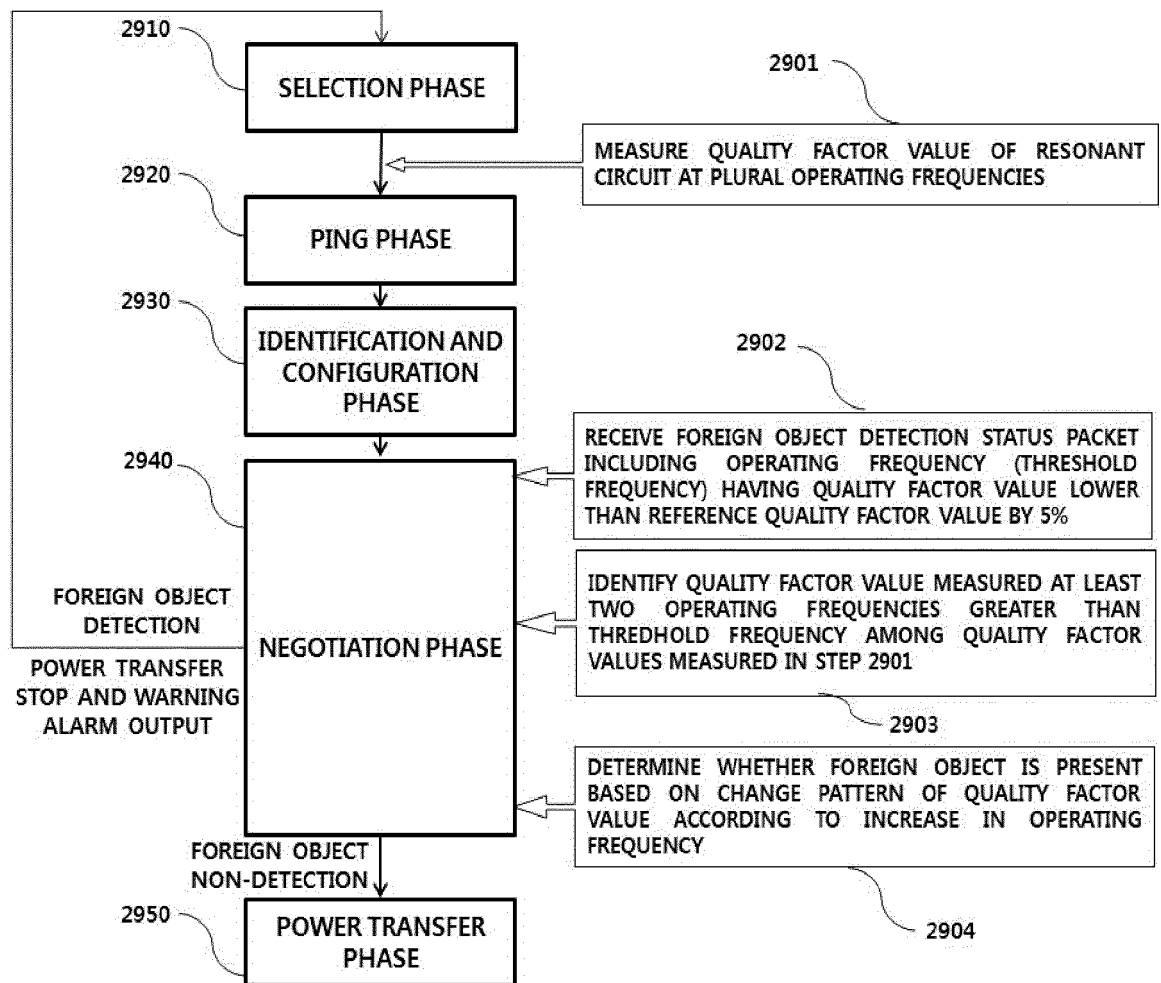 2910
SELECTION PHASE
2901
MEASURE QUALITY FACTOR VALUE OF RESONANT
CIRCUIT AT PLURAL OPERATING FREQUENCIES
2920
PING PHASE
2930
IDENTIFICATION AND
CONFIGURATION
PHASE
2902
RECEIVE FOREIGN OBJECT DETECTION STATUS PACKET
INCLUDING OPERATING FREQUENCY (THRESHOLD
FREQUENCY) HAVING QUALITY FACTOR VALUE LOWER
THAN REFERENCE QUALITY FACTOR VALUE BY 5%
2940
NEGOTIATION PHASE
IDENTIFY QUALITY FACTOR VALUE MEASURED AT LEAST
TWO OPERATING FREQUENCIES GREATER THAN
THREDHOLD FREQUENCY AMONG QUALITY FACTOR
VALUES MEASURED IN STEP 2901
2903
FOREIGN OBJECT
DETECTION
POWER TRANSFER
STOP AND WARNING
ALARM OUTPUT
DETERMINE WHETHER FOREIGN OBJECT IS PRESENT
BASED ON CHANGE PATTERN OF QUALITY FACTOR
VALUE ACCORDING TO INCREASE IN OPERATING
FREQUENCY
2904
FOREIGN OBJECT
NON-DETECTION
2950
POWER TRANSFER
PHASE